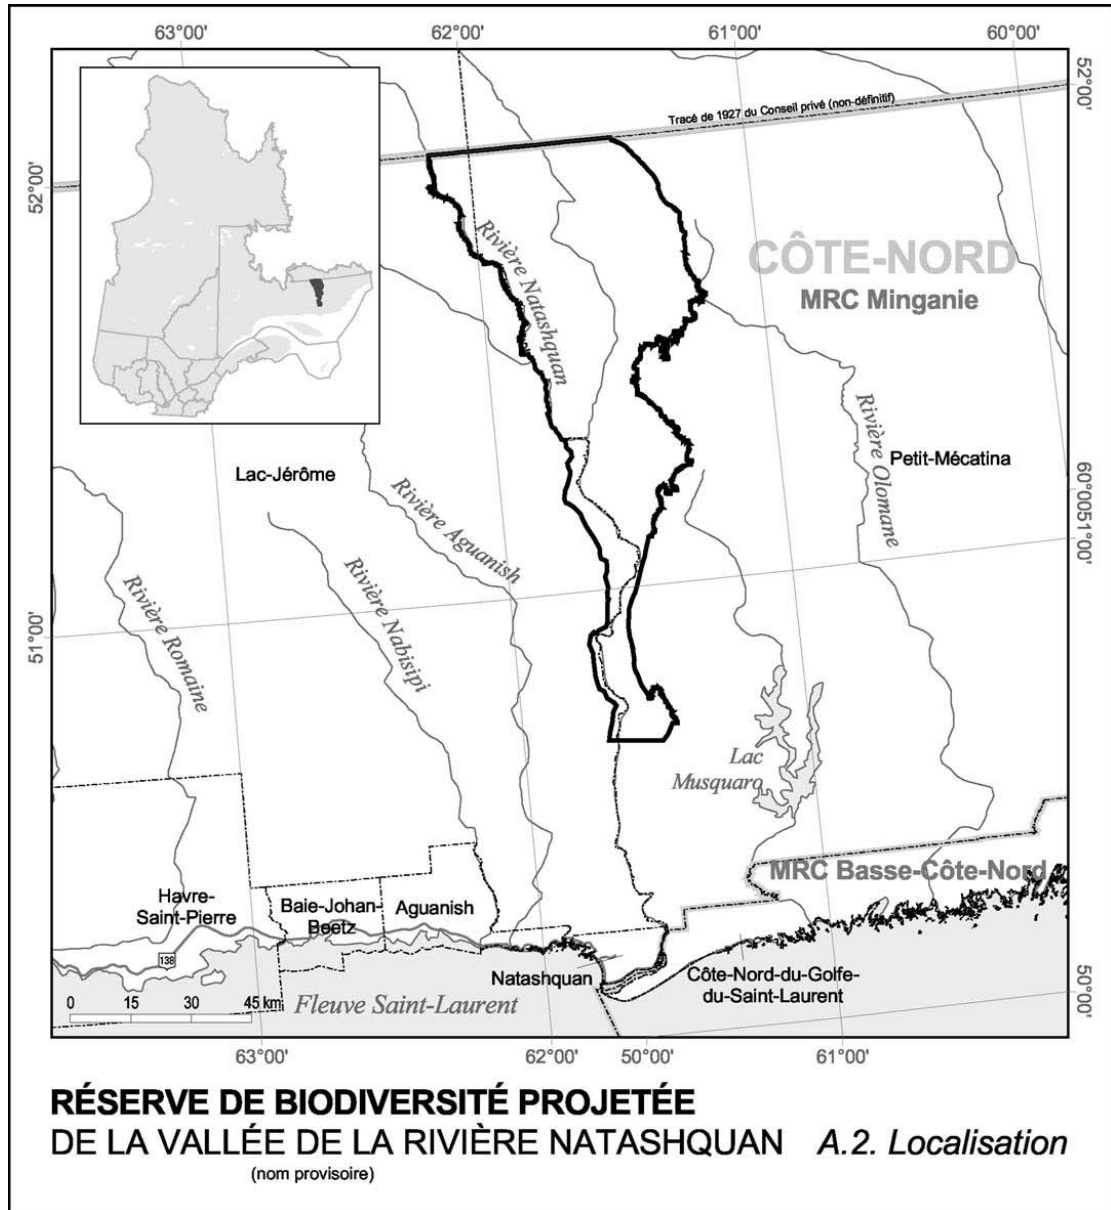 63°00'
62°00'
61°00'
60°00'
52°00'
Tracé de 1927 du Conseil privé (non-définitif)
52°00'
Rivière Natashquan
CÔTE-NORD
MRC Minganie
Rivière Olomane
Petit-Mécatina
Lac-Jérôme
Rivière Aguanish
60°00'
51°00'
Rivière Nabisipi
Rivière Romaine
51°00'
Lac
Musquaro
MRC Basse-Côte-Nord
Havre-
Saint-Pierre
Baie-Johan-
Beetz
Aguanish
138
Natashquan
Côte-Nord-du-Golfe-
du-Saint-Laurent
0 15 30 45 km
Fleuve Saint-Laurent
50°00'
63°00'
62°00'
50°00'
61°00'
RÉSERVE DE BIODIVERSITÉ PROJETÉE
DE LA VALLÉE DE LA RIVIÈRE NATASHQUAN A.2. Localisation
(nom provisoire)